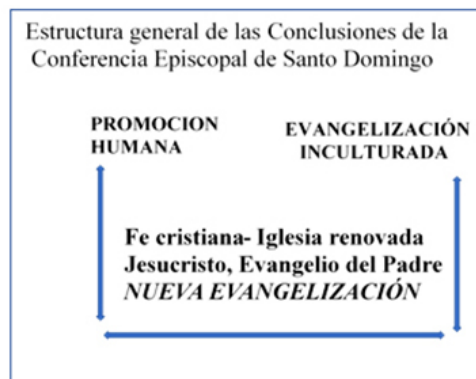 Estructura general de las Conclusiones de la
Conferencia Episcopal de Santo Domingo
PROMOCION
HUMANA
EVANGELIZACIÓN
INCULTURADA
Fe cristiana- Iglesia renovada
Jesucristo, Evangelio del Padre
NUEVA EVANGELIZACIÓN